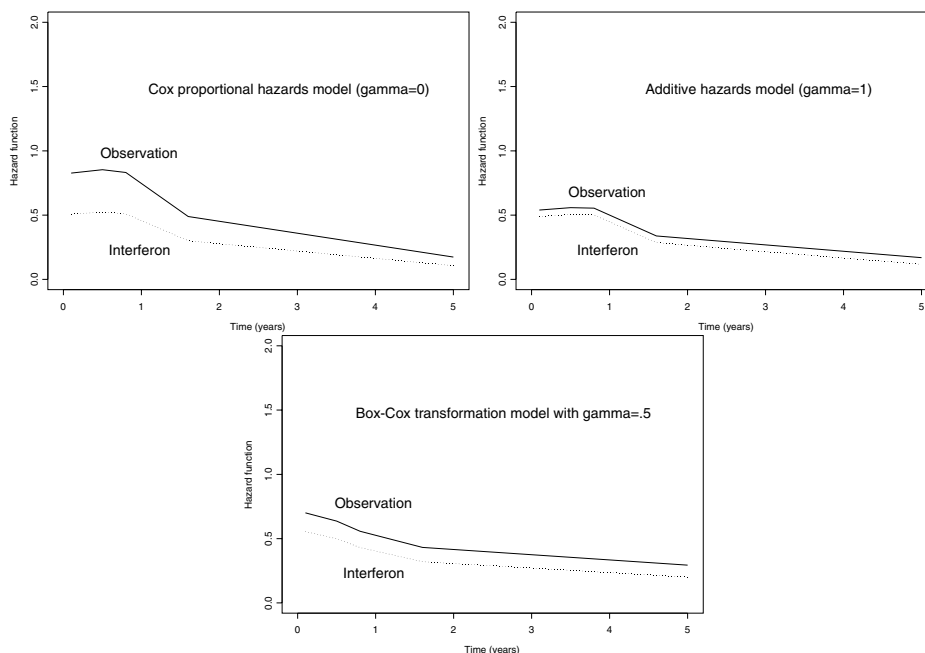 Cox proportional hazards model (gamma=0)
Observation
Interferon
Hazard function
0.0 0.5 1.0 1.5 2.0
0 1 2 3 4 5
Time (years)
Additive hazards model (gamma=1)
Observation
Interferon
Hazard function
0.0 0.5 1.0 1.5 2.0
0 1 2 3 4 5
Time (years)
Box-Cox transformation model with gamma=.5
Observation
Interferon
Hazard function
0.0 0.5 1.0 1.5 2.0
0 1 2 3 4 5
Time (years)